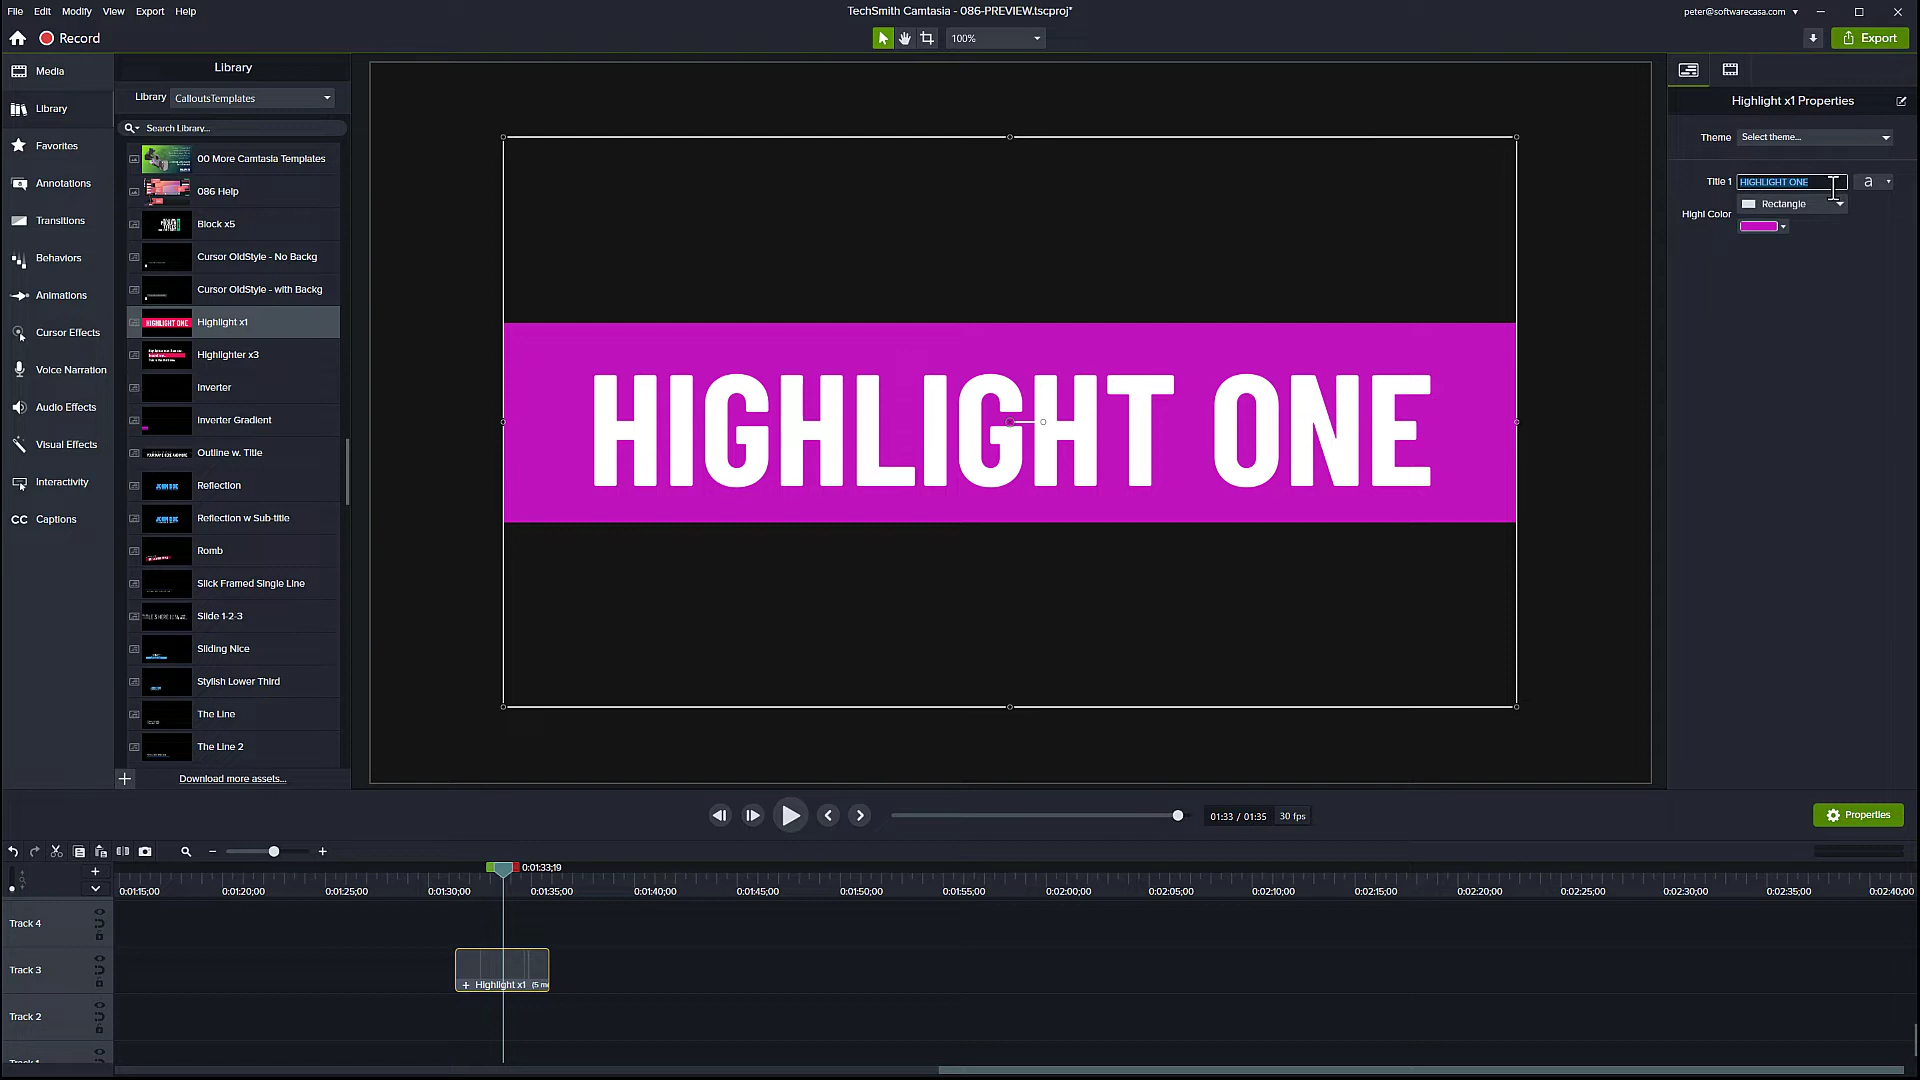 File Edit Modify View Export Help
TechSmith Camtasia - 086-PREVIEW.tscproj*
peter@softwarecasa.com
Record
100%
Export
Media
Library
Favorites
Annotations
Transitions
Behaviors
Animations
Cursor Effects
Voice Narration
Audio Effects
Visual Effects
Interactivity
CC Captions
Library
Library CalloutsTemplates
Search Library...
00 More Camtasia Templates
086 Help
Block x5
Cursor OldStyle - No Backg
Cursor OldStyle - with Backg
HIGHLIGHT ONE
Highlight x1
Highlighter x3
Inverter
Inverter Gradient
Outline w. Title
Reflection
Reflection w Sub-title
Romb
Slick Framed Single Line
Slide 1-2-3
Sliding Nice
Stylish Lower Third
The Line
The Line 2
Download more assets...
HIGHLIGHT ONE
Highlight x1 Properties
Theme Select theme...
Title 1 HIGHLIGHT ONE a
Rectangle
Highl Color
01:33 / 01:35 30 fps
Properties
0:01:33;19
0:01:15;00 0:01:20;00 0:01:25;00 0:01:30;00 0:01:35;00 0:01:40;00 0:01:45;00 0:01:50;00 0:01:55;00 0:02:00;00 0:02:05;00 0:02:10;00 0:02:15;00 0:02:20;00 0:02:25;00 0:02:30;00 0:02:35;00 0:02:40;00
Track 4
Track 3
+ Highlight x1 (5 m
Track 2
Track 1